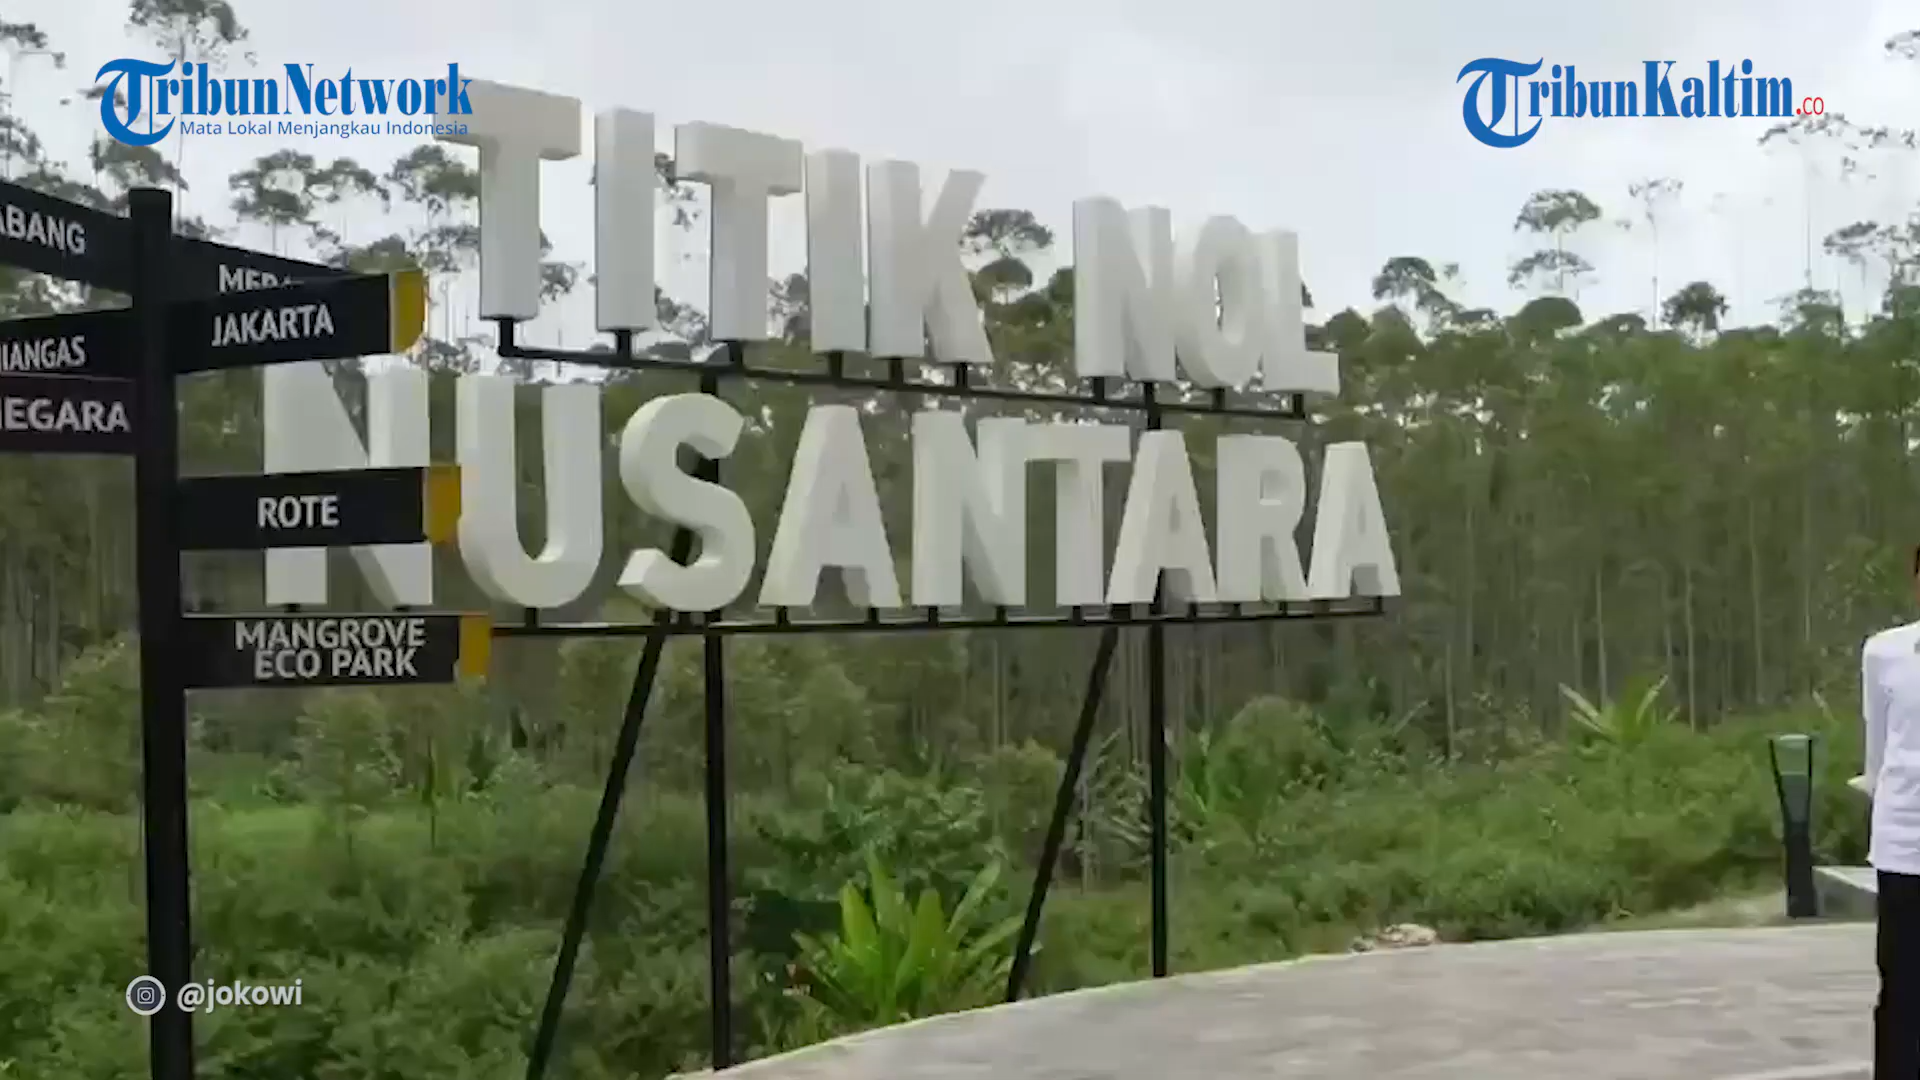 TribunNetwork
Mata Lokal Menjangkau Indonesia
TribunKaltim.co
TITIK NOL
NUSANTARA
JAKARTA
ROTE
MANGROVE
ECO PARK
@jokowi